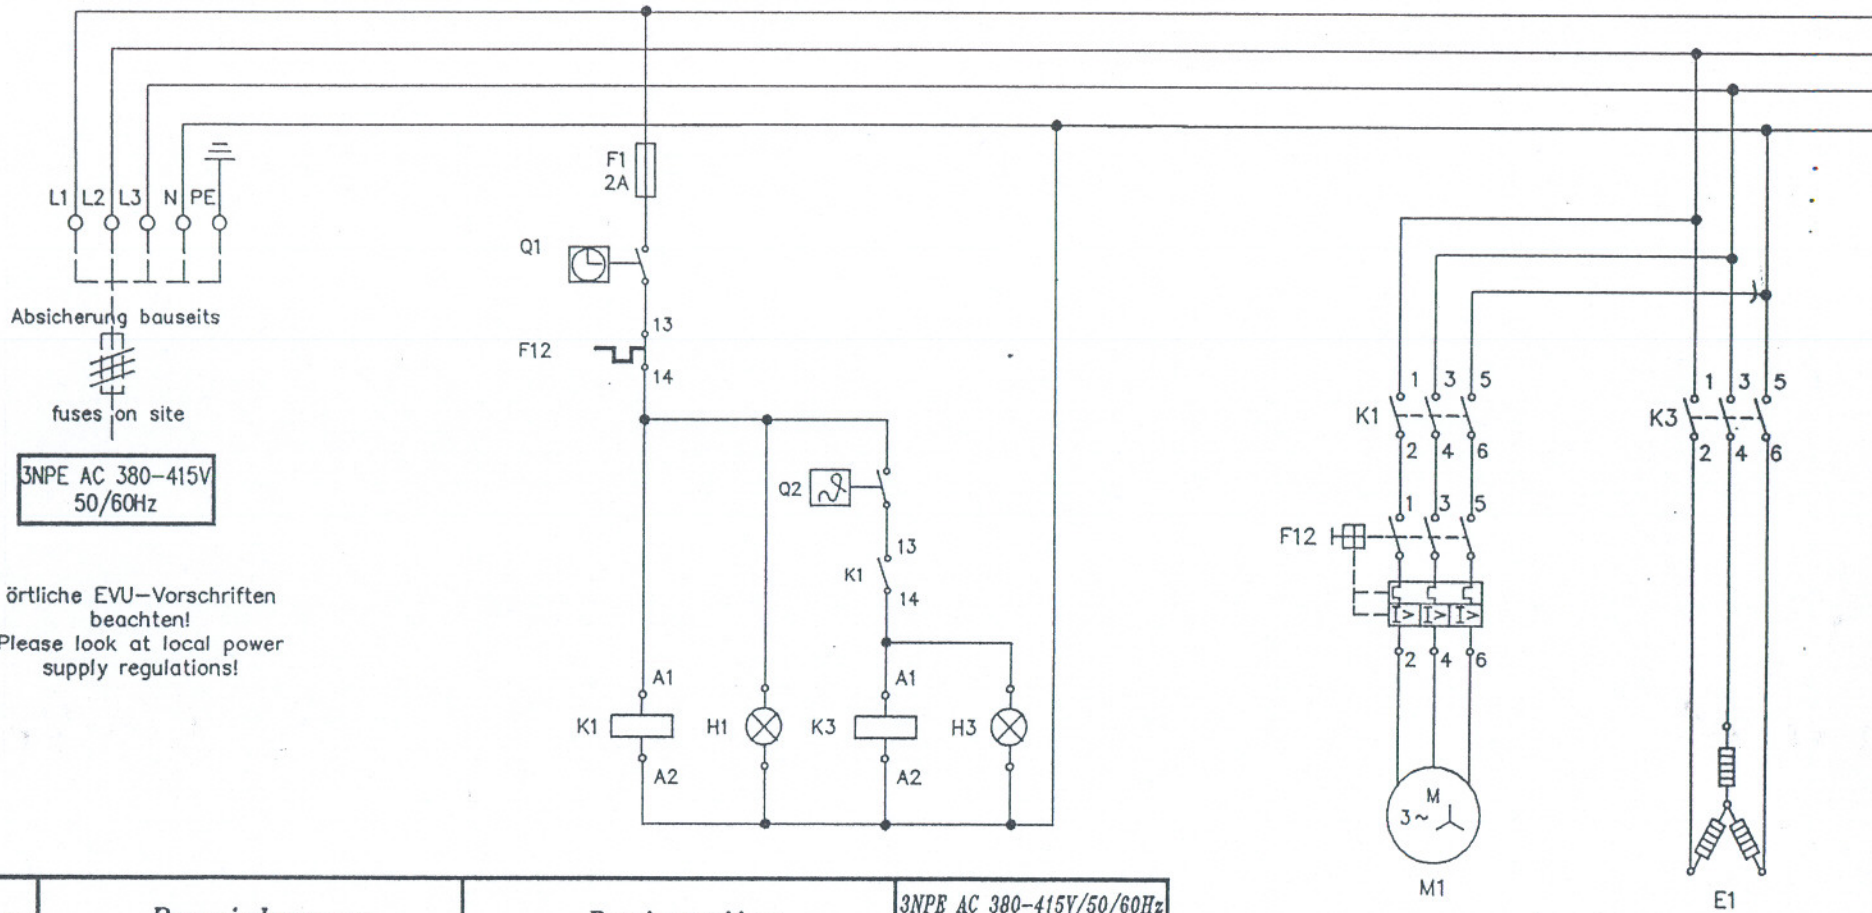 L1 L2 L3 N PE
Absicherung bauseits
fuses on site
3NPE AC 380-415V
50/60Hz
örtliche EVU-Vorschriften
beachten!
Please look at local power
supply regulations!
F1
2A
Q1
13
F12
14
Q2
13
K1
14
A1
A1
K1
H1
K3
H3
A2
A2
1 3 5
K1
2 4 6
1 3 5
F12
I> I> I>
2 4 6
M
3~
M1
1 3 5
K3
2 4 6
E1
3NPE AC 380-415V/50/60Hz